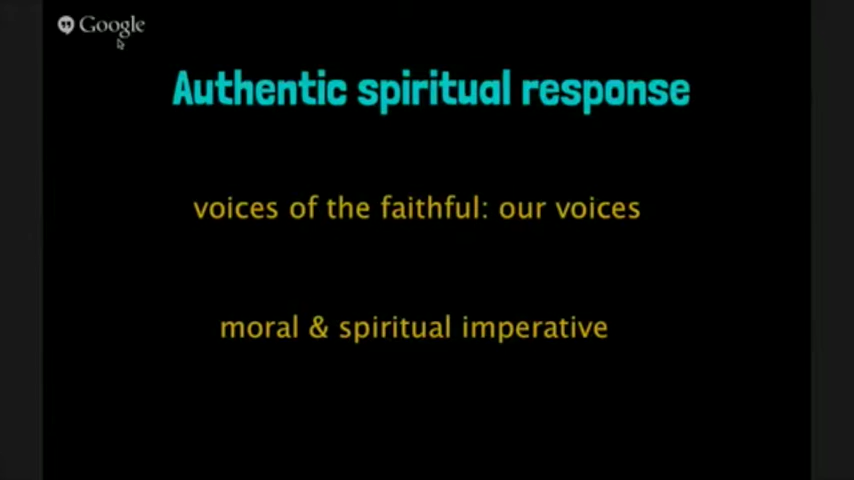 Google
Authentic spiritual response
voices of the faithful: our voices
moral & spiritual imperative